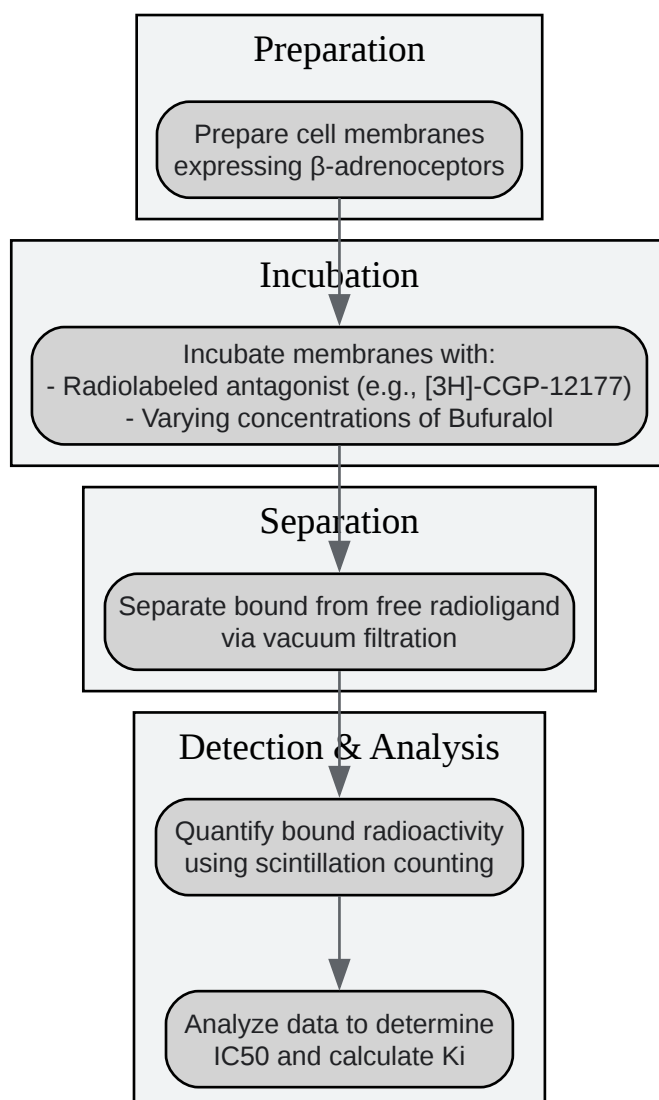 Preparation
Prepare cell membranes
expressing β-adrenoceptors
Incubation
Incubate membranes with:
- Radiolabeled antagonist (e.g., [3H]-CGP-12177)
- Varying concentrations of Bufuralol
Separation
Separate bound from free radioligand
via vacuum filtration
Detection & Analysis
Quantify bound radioactivity
using scintillation counting
Analyze data to determine
IC50 and calculate Ki